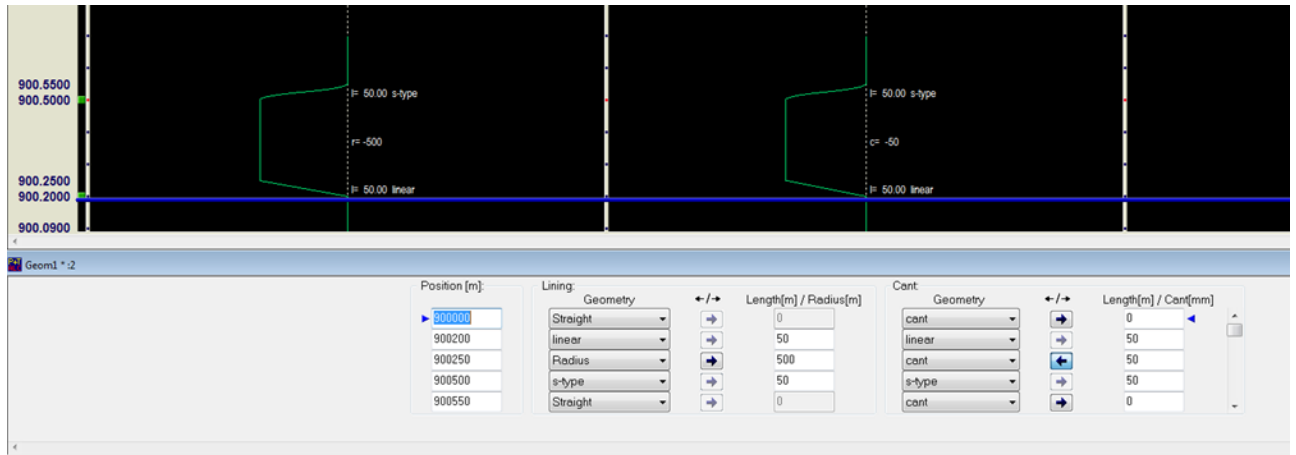 900.5500
900.5000
l= 50.00 s-type
l= 50.00 s-type
r= -500
c= -50
900.2500
900.2000
l= 50.00 linear
l= 50.00 linear
900.0900
Geom1 * :2
Position [m]: Lining: Cant:
Geometry ←/→ Length[m] / Radius[m] Geometry ←/→ Length[m] / Cant[mm]
900000 Straight 0 cant 0
900200 linear 50 linear 50
900250 Radius 500 cant 50
900500 s-type 50 s-type 50
900550 Straight 0 cant 0